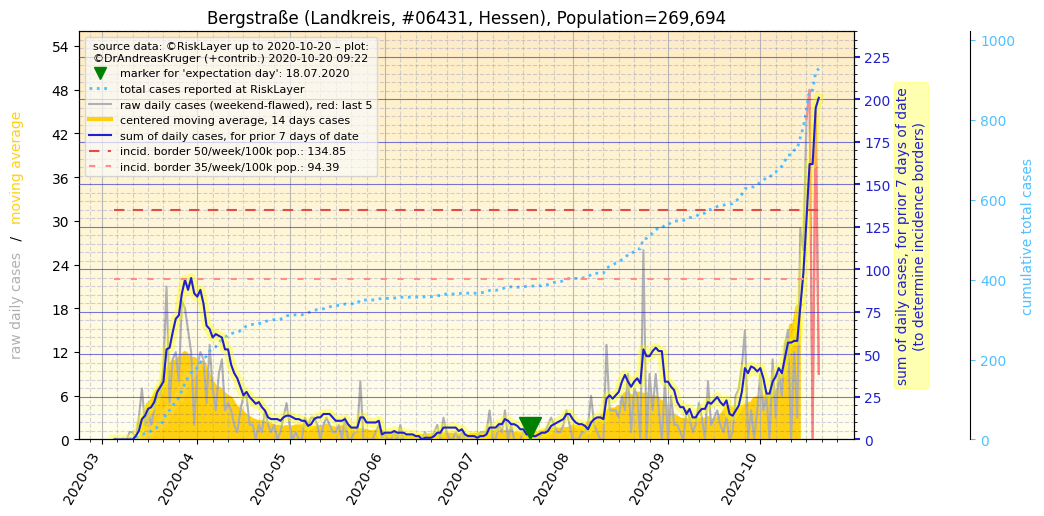 Bergstraße (Landkreis, #06431, Hessen), Population=269,694
source data: ©RiskLayer up to 2020-10-20 – plot:
©DrAndreasKruger (+contrib.) 2020-10-20 09:22
marker for 'expectation day': 18.07.2020
total cases reported at RiskLayer
raw daily cases (weekend-flawed), red: last 5
centered moving average, 14 days cases
sum of daily cases, for prior 7 days of date
incid. border 50/week/100k pop.: 134.85
incid. border 35/week/100k pop.: 94.39
raw daily cases / moving average
54
48
42
36
30
24
18
12
6
0
225
200
175
150
125
100
75
50
25
0
sum of daily cases, for prior 7 days of date
(to determine incidence borders)
1000
800
600
400
200
0
cumulative total cases
2020-03
2020-04
2020-05
2020-06
2020-07
2020-08
2020-09
2020-10